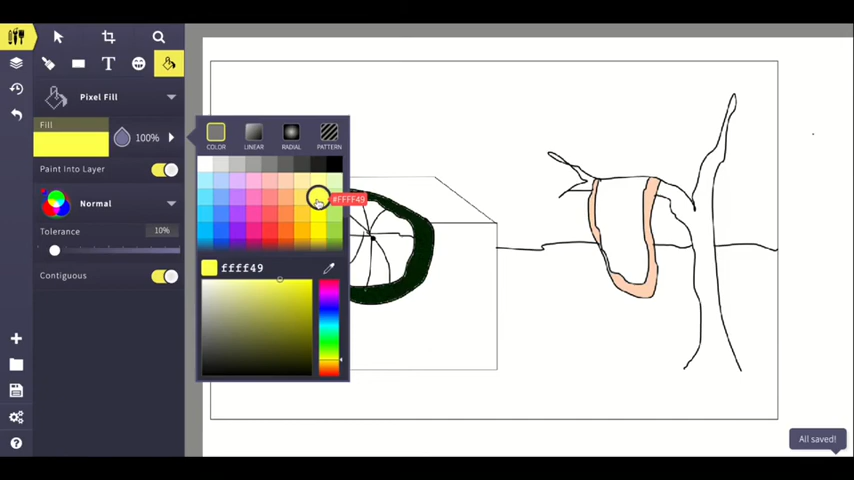 T
Pixel Fill
Fill
100%
Paint Into Layer
Normal
Tolerance
10%
Contiguous
COLOR
LINEAR
RADIAL
PATTERN
#FFFF49
ffff49
All saved!